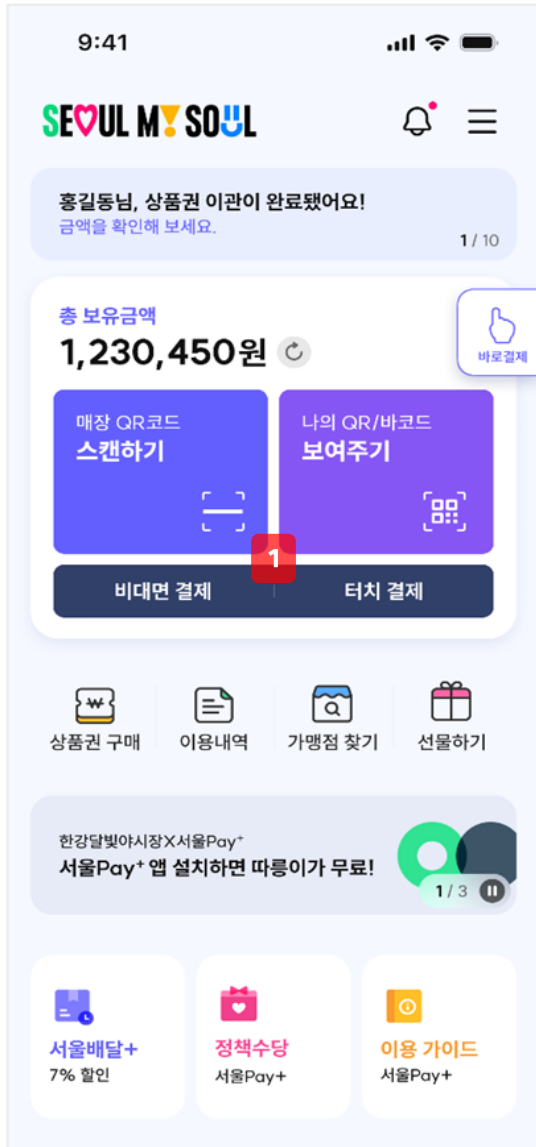 9:41
SEOUL MY SOUL
홍길동님, 상품권 이관이 완료됐어요!
금액을 확인해 보세요.
1 / 10
총 보유금액
1,230,450원
바로결제
매장 QR코드
스캔하기
나의 QR/바코드
보여주기
1
비대면 결제
터치 결제
상품권 구매
이용내역
가맹점 찾기
선물하기
한강달빛야시장X서울Pay+
서울Pay+ 앱 설치하면 따릉이가 무료!
1 / 3
서울배달+
7% 할인
정책수당
서울Pay+
이용 가이드
서울Pay+